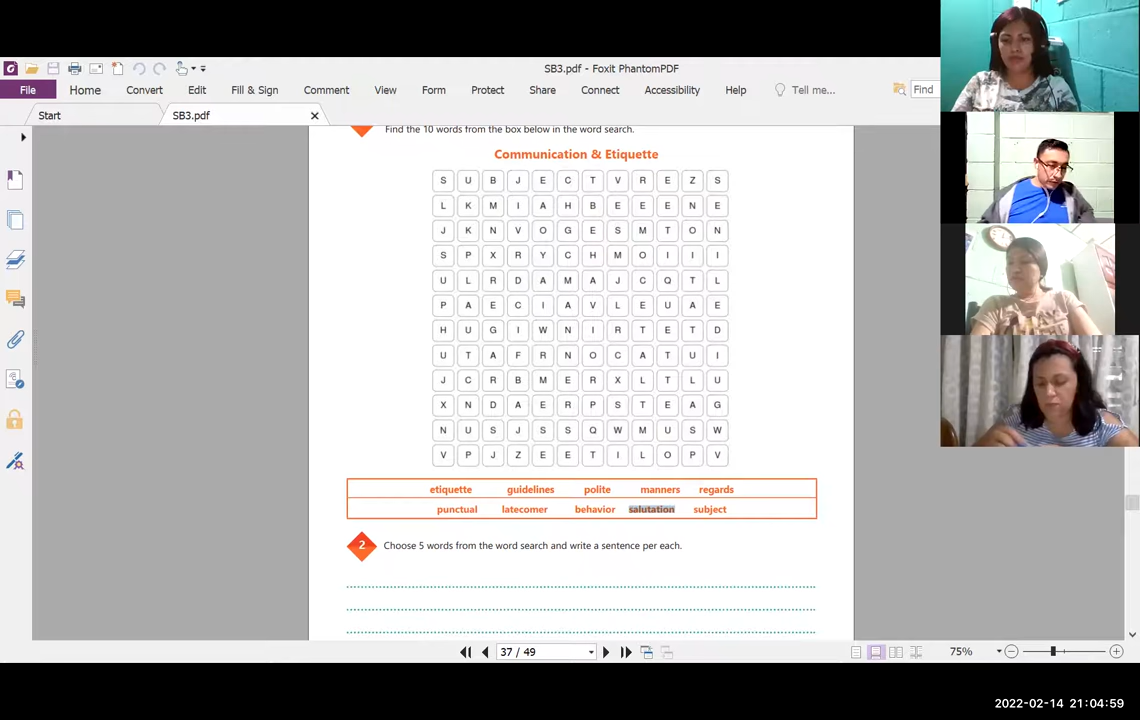 SB3.pdf - Foxit PhantomPDF
File Home Convert Edit Fill & Sign Comment View Form Protect Share Connect Accessibility Help Tell me... Find
Start SB3.pdf
Find the 10 words from the box below in the word search.
Communication & Etiquette
S U B J E C T V R E Z S
L K M I A H B E E E N E
J K N V O G E S M T O N
S P X R Y C H M O I I I
U L R D A M A J C Q T L
P A E C I A V L E U A E
H U G I W N I R T E T D
U T A F R N O C A T U I
J C R B M E R X L T L U
X N D A E R P S T E A G
N U S J S S Q W M U S W
V P J Z E E T I L O P V
etiquette guidelines polite manners regards
punctual latecomer behavior salutation subject
2 Choose 5 words from the word search and write a sentence per each.
37 / 49 75%
2022-02-14 21:04:59